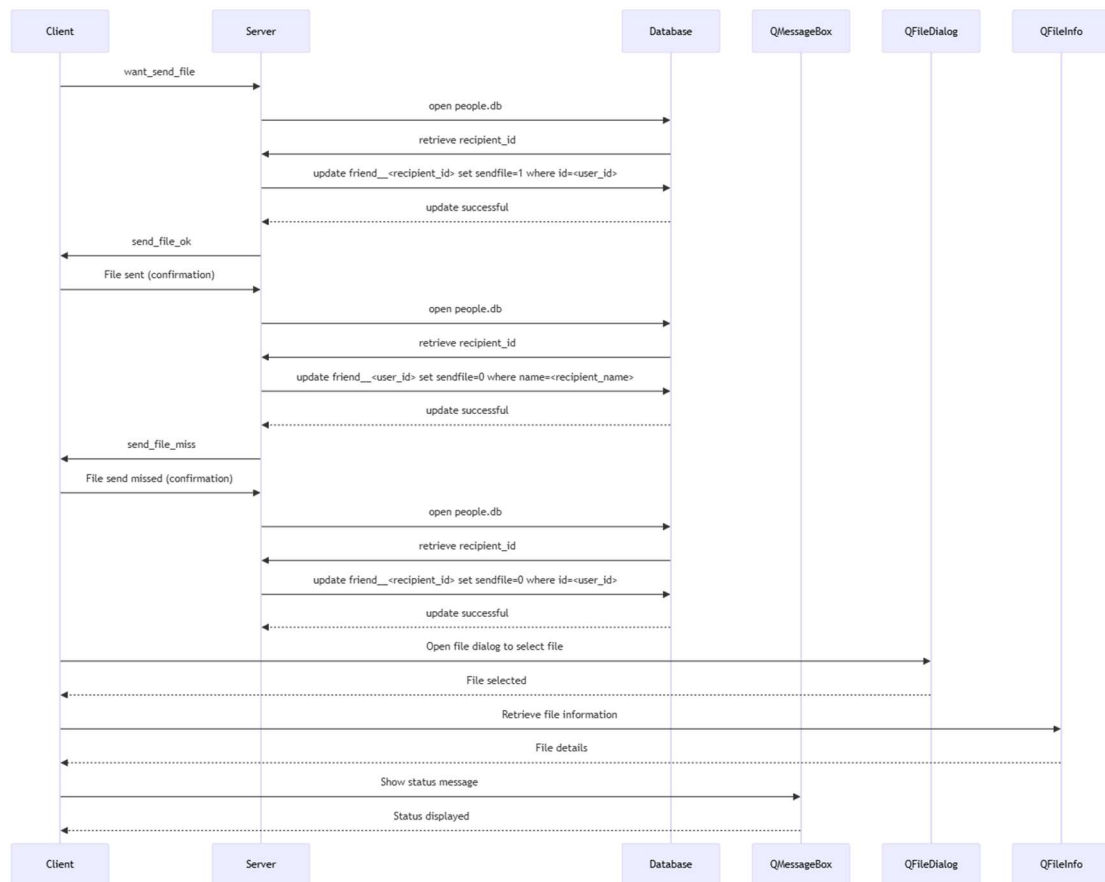 Client Server Database QMessageBox QFileDialog QFileInfo
want_send_file
open people.db
retrieve recipient_id
update friend__<recipient_id> set sendfile=1 where id=<user_id>
update successful
send_file_ok
File sent (confirmation)
open people.db
retrieve recipient_id
update friend__<user_id> set sendfile=0 where name=<recipient_name>
update successful
send_file_miss
File send missed (confirmation)
open people.db
retrieve recipient_id
update friend__<recipient_id> set sendfile=0 where id=<user_id>
update successful
Open file dialog to select file
File selected
Retrieve file information
File details
Show status message
Status displayed
Client Server Database QMessageBox QFileDialog QFileInfo